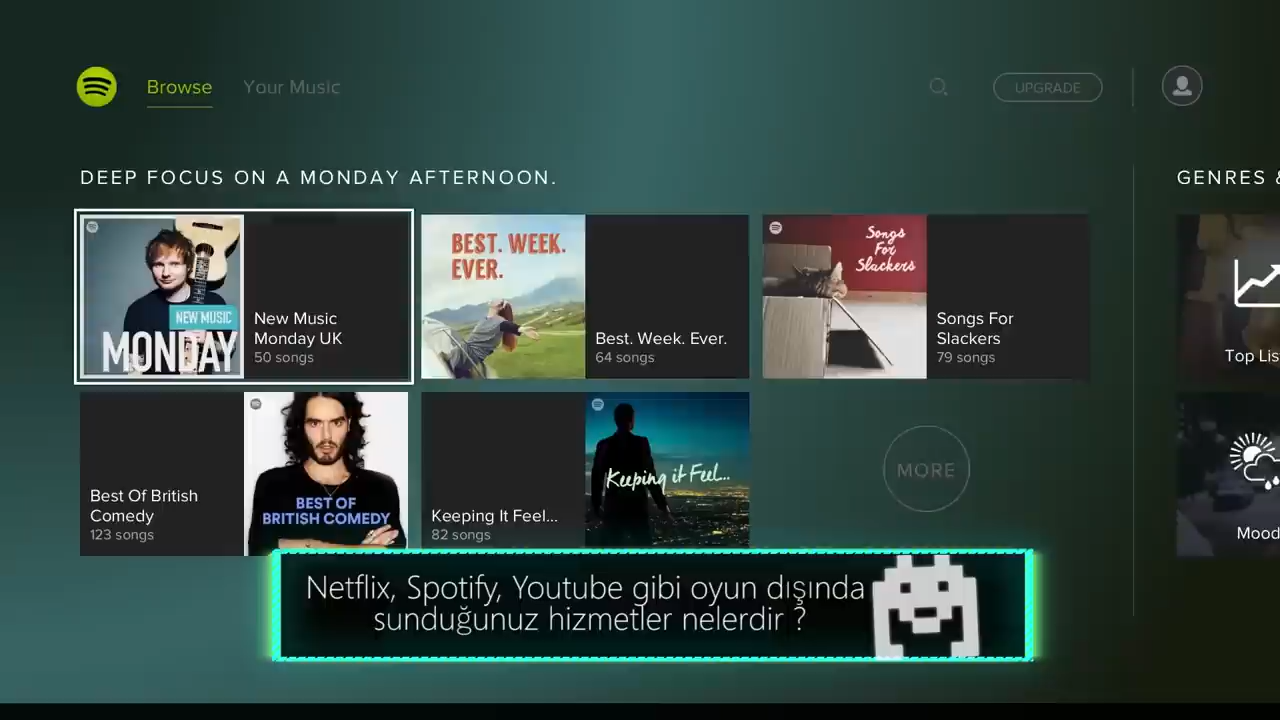 Browse
Your Music
UPGRADE
DEEP FOCUS ON A MONDAY AFTERNOON.
GENRES &
NEW MUSIC
MONDAY
New Music
Monday UK
50 songs
BEST. WEEK.
EVER.
Best. Week. Ever.
64 songs
Songs
For
Slackers
Songs For
Slackers
79 songs
Top Lis
Best Of British
Comedy
123 songs
BEST OF
BRITISH COMEDY
Keeping It Feel...
82 songs
Keeping it Feel...
MORE
Mood
Netflix, Spotify, Youtube gibi oyun dışında
sunduğunuz hizmetler nelerdir ?